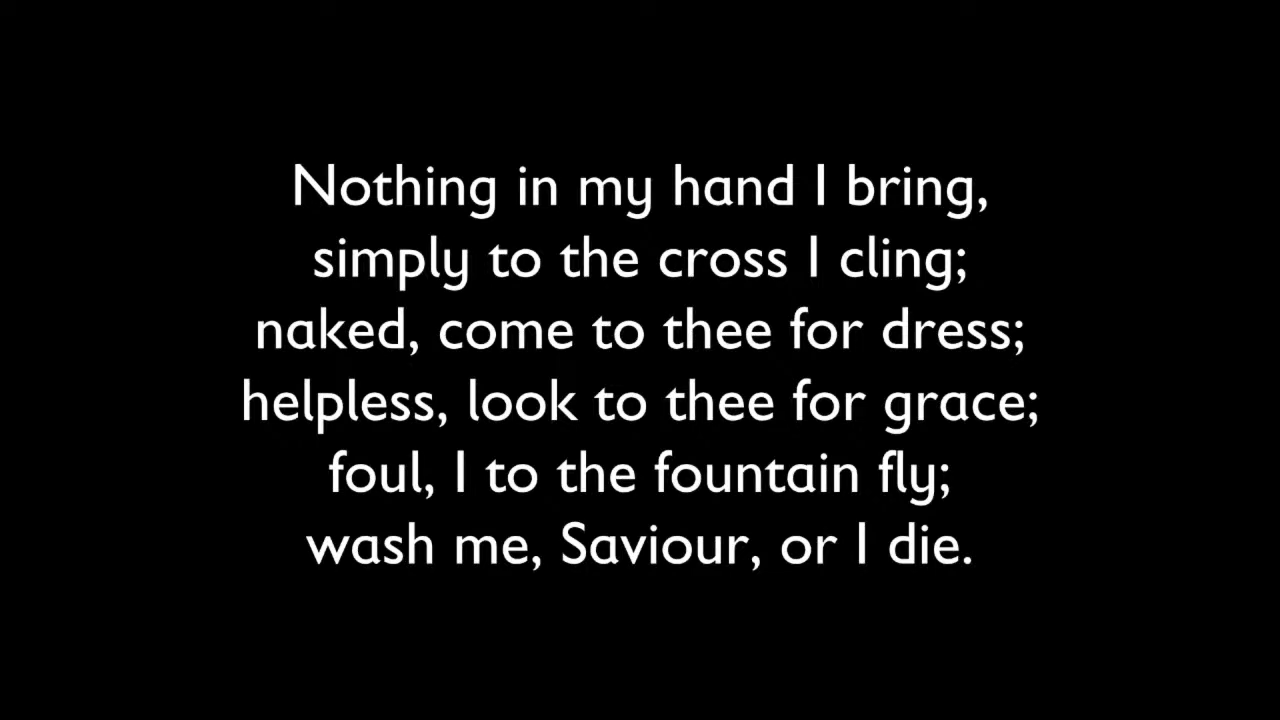 Nothing in my hand I bring,
simply to the cross I cling;
naked, come to thee for dress;
helpless, look to thee for grace;
foul, I to the fountain fly;
wash me, Saviour, or I die.